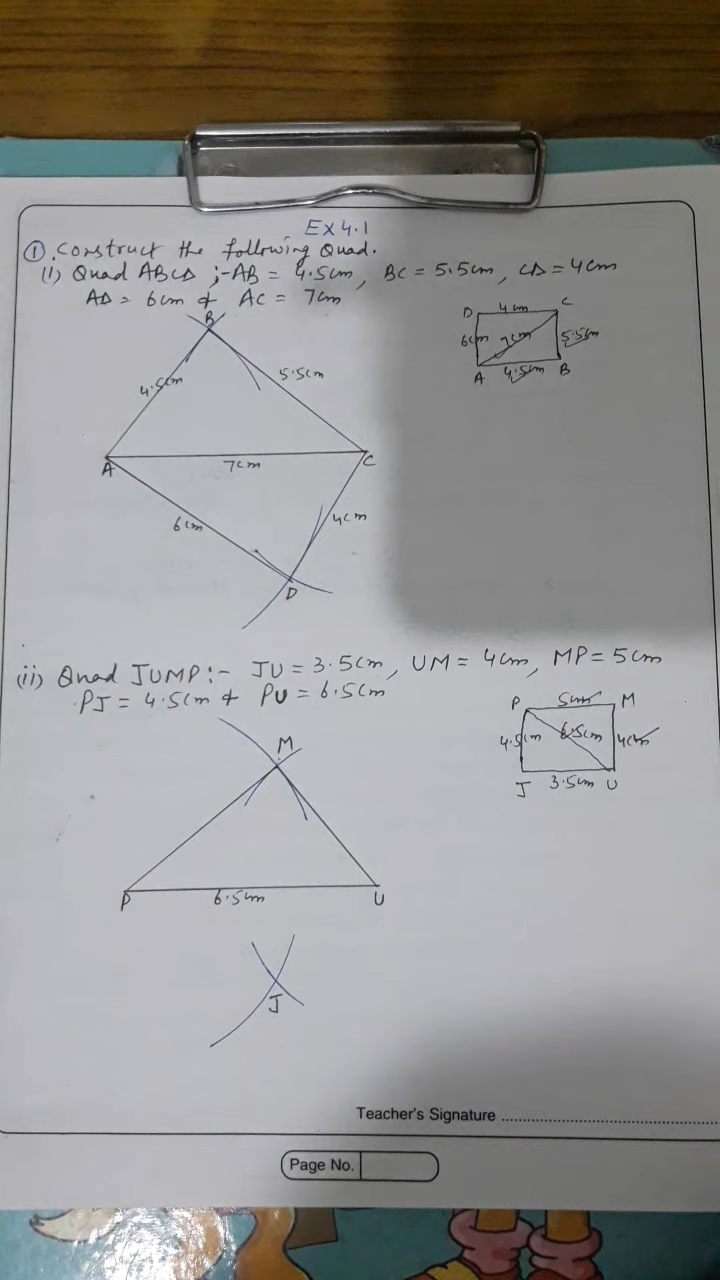 Ex 4.1
① Construct the following Quad.
(i) Quad ABCD :- AB = 4.5cm, BC = 5.5cm, CD = 4cm
AD = 6cm & AC = 7cm
D 4cm C
6cm 7cm 5.5cm
A 4.5cm B
B
4.5cm 5.5cm
A 7cm C
6cm 4cm
D
(ii) Quad JUMP :- JU = 3.5cm, UM = 4cm, MP = 5cm
PJ = 4.5cm & PU = 6.5cm
P 5cm M
4.5cm 6.5cm 4cm
J 3.5cm U
M
P 6.5cm U
J
Teacher's Signature
Page No.